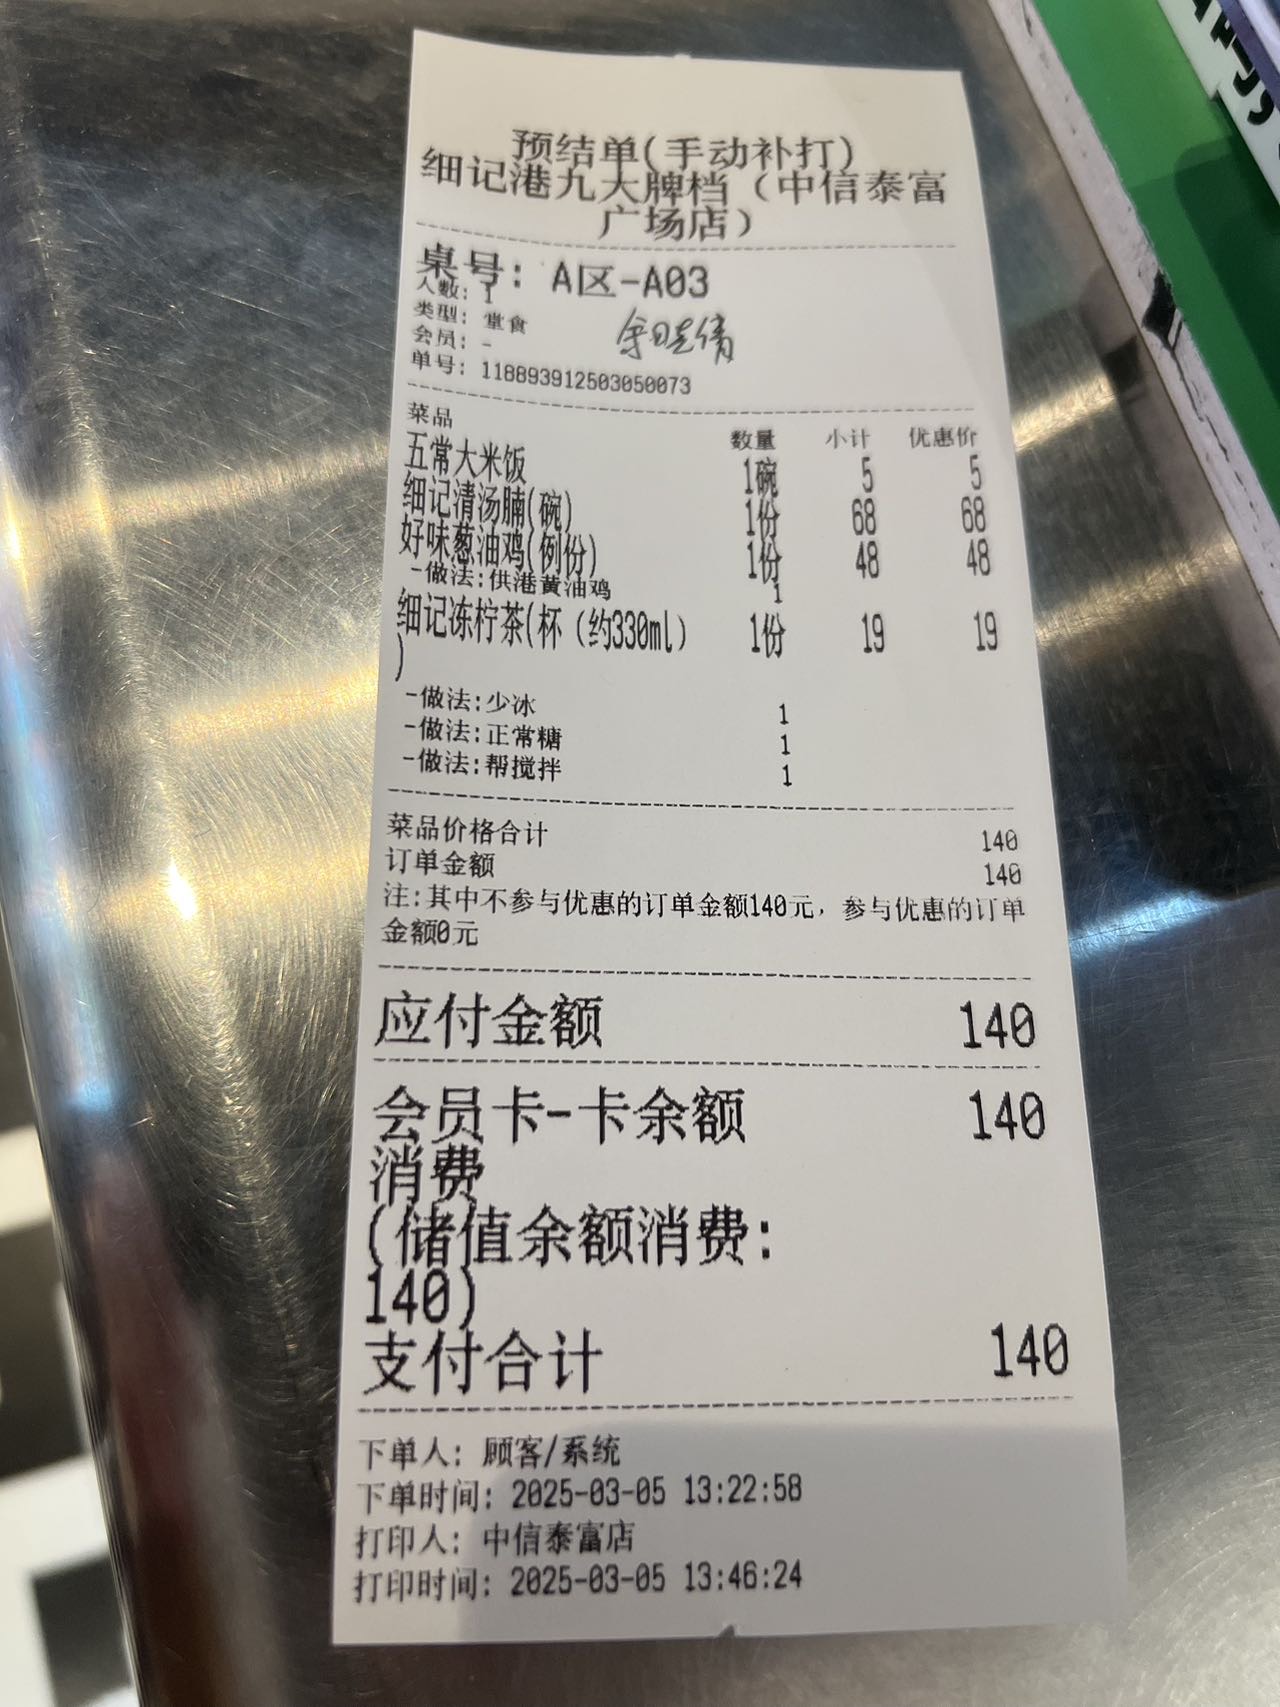 预结单(手动补打)
细记港九大牌档（中信泰富
广场店）
桌号: A区-A03
人数: 1
类型: 堂食
会员: -
单号: 118893912503050073
菜品 数量 小计 优惠价
五常大米饭 1碗 5 5
细记清汤腩(碗) 1份 68 68
好味葱油鸡(例份) 1份 48 48
-做法:供港黄油鸡 1
细记冻柠茶(杯（约330ml） 1份 19 19
)
-做法:少冰 1
-做法:正常糖 1
-做法:帮搅拌 1
菜品价格合计 140
订单金额 140
注:其中不参与优惠的订单金额140元，参与优惠的订单
金额0元
应付金额 140
会员卡-卡余额 140
消费
(储值余额消费:
140)
支付合计 140
下单人: 顾客/系统
下单时间: 2025-03-05 13:22:58
打印人: 中信泰富店
打印时间: 2025-03-05 13:46:24